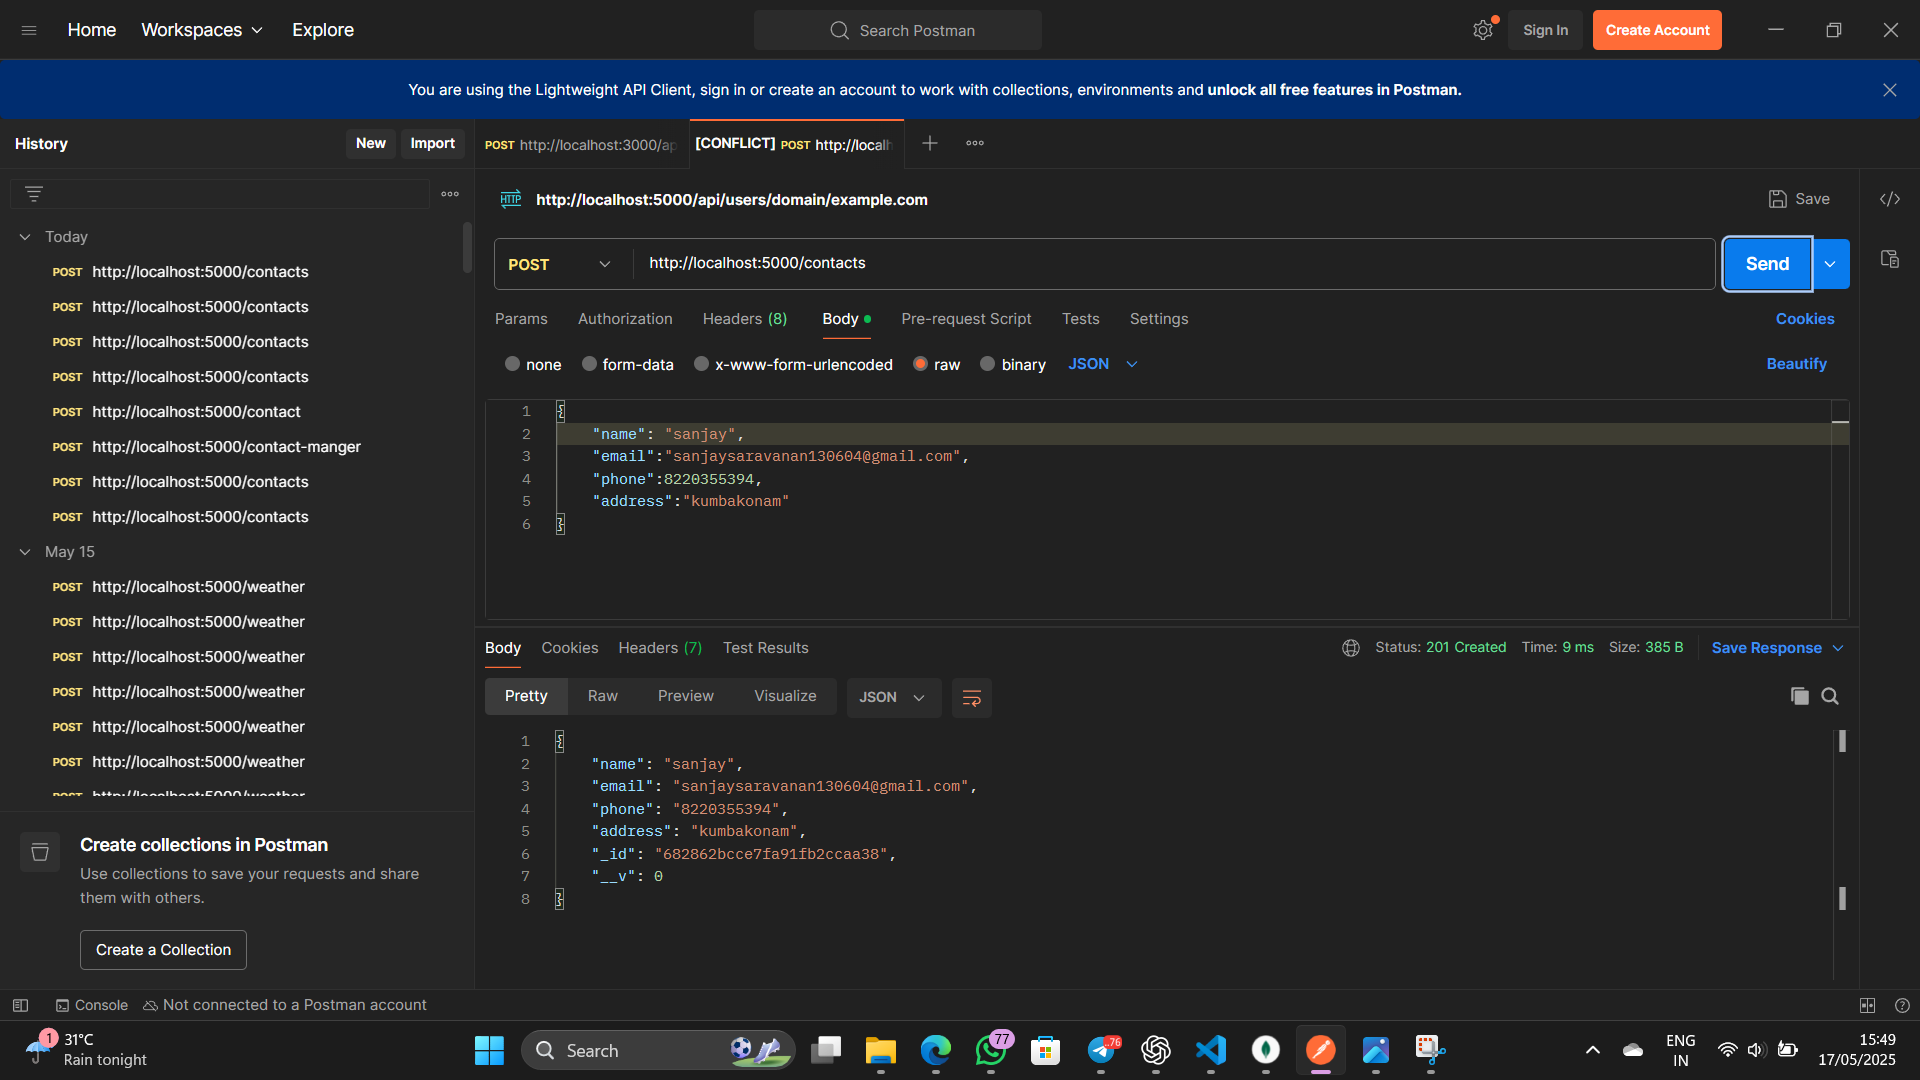 Home Workspaces Explore
Search Postman
Sign In Create Account
You are using the Lightweight API Client, sign in or create an account to work with collections, environments and unlock all free features in Postman.
History New Import
POST http://localhost:3000/ap [CONFLICT] POST http://localh
HTTP http://localhost:5000/api/users/domain/example.com Save
Today
POST http://localhost:5000/contacts
POST http://localhost:5000/contacts
POST http://localhost:5000/contacts
POST http://localhost:5000/contacts
POST http://localhost:5000/contact
POST http://localhost:5000/contact-manger
POST http://localhost:5000/contacts
POST http://localhost:5000/contacts
May 15
POST http://localhost:5000/weather
POST http://localhost:5000/weather
POST http://localhost:5000/weather
POST http://localhost:5000/weather
POST http://localhost:5000/weather
POST http://localhost:5000/weather
POST http://localhost:5000/weather
Create collections in Postman
Use collections to save your requests and share
them with others.
Create a Collection
POST http://localhost:5000/contacts Send
Params Authorization Headers (8) Body Pre-request Script Tests Settings Cookies
none form-data x-www-form-urlencoded raw binary JSON Beautify
1 {
2 "name": "sanjay",
3 "email":"sanjaysaravanan130604@gmail.com",
4 "phone":8220355394,
5 "address":"kumbakonam"
6 }
Body Cookies Headers (7) Test Results Status: 201 Created Time: 9 ms Size: 385 B Save Response
Pretty Raw Preview Visualize JSON
1 {
2 "name": "sanjay",
3 "email": "sanjaysaravanan130604@gmail.com",
4 "phone": "8220355394",
5 "address": "kumbakonam",
6 "_id": "682862bcce7fa91fb2ccaa38",
7 "__v": 0
8 }
Console Not connected to a Postman account
1 31°C
Rain tonight
Search
77
.76
ENG
IN
15:49
17/05/2025